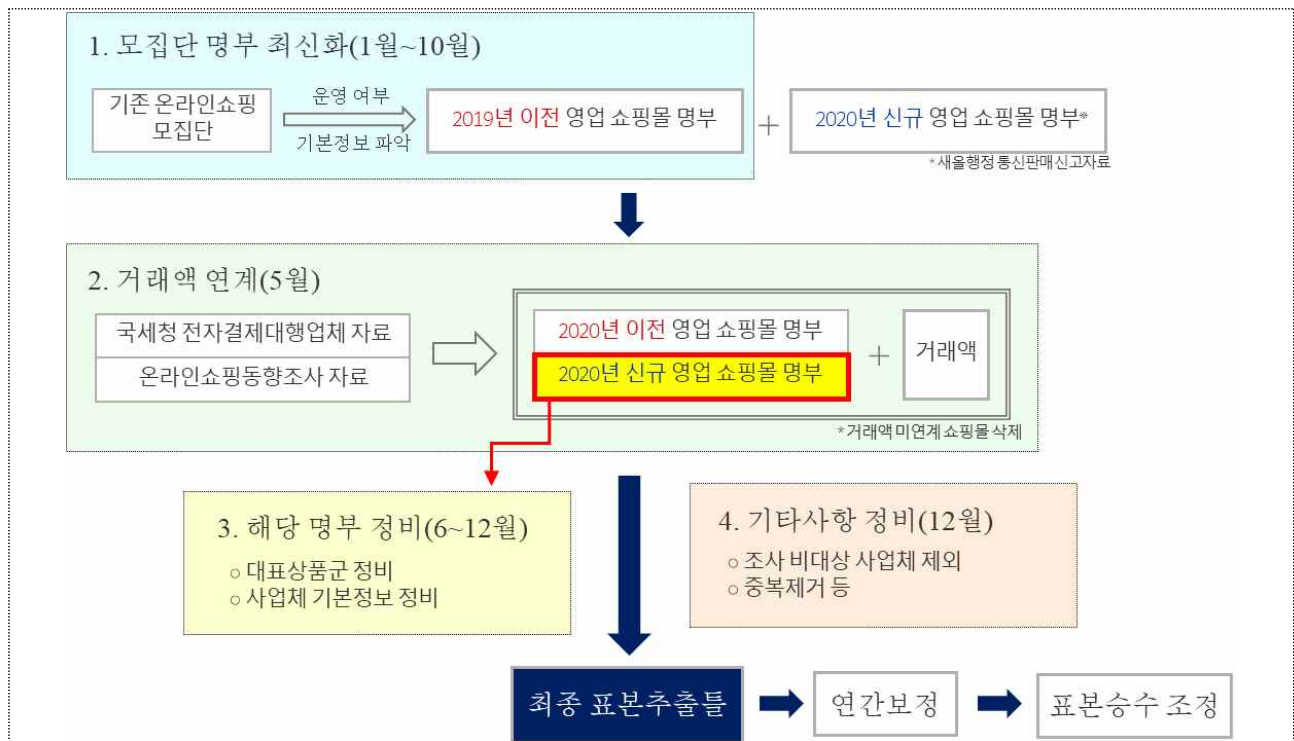 1. 모집단 명부 최신화(1월~10월)
기존 온라인쇼핑
모집단
운영 여부
기본정보 파악
2019년 이전 영업 쇼핑몰 명부
+
2020년 신규 영업 쇼핑몰 명부*
*새올행정 통신판매신고자료
2. 거래액 연계(5월)
국세청 전자결제대행업체 자료
온라인쇼핑동향조사 자료
2020년 이전 영업 쇼핑몰 명부
2020년 신규 영업 쇼핑몰 명부
+
거래액
*거래액 미연계 쇼핑몰 삭제
3. 해당 명부 정비(6~12월)
○ 대표상품군 정비
○ 사업체 기본정보 정비
4. 기타사항 정비(12월)
○ 조사 비대상 사업체 제외
○ 중복제거 등
최종 표본추출틀
연간보정
표본승수 조정